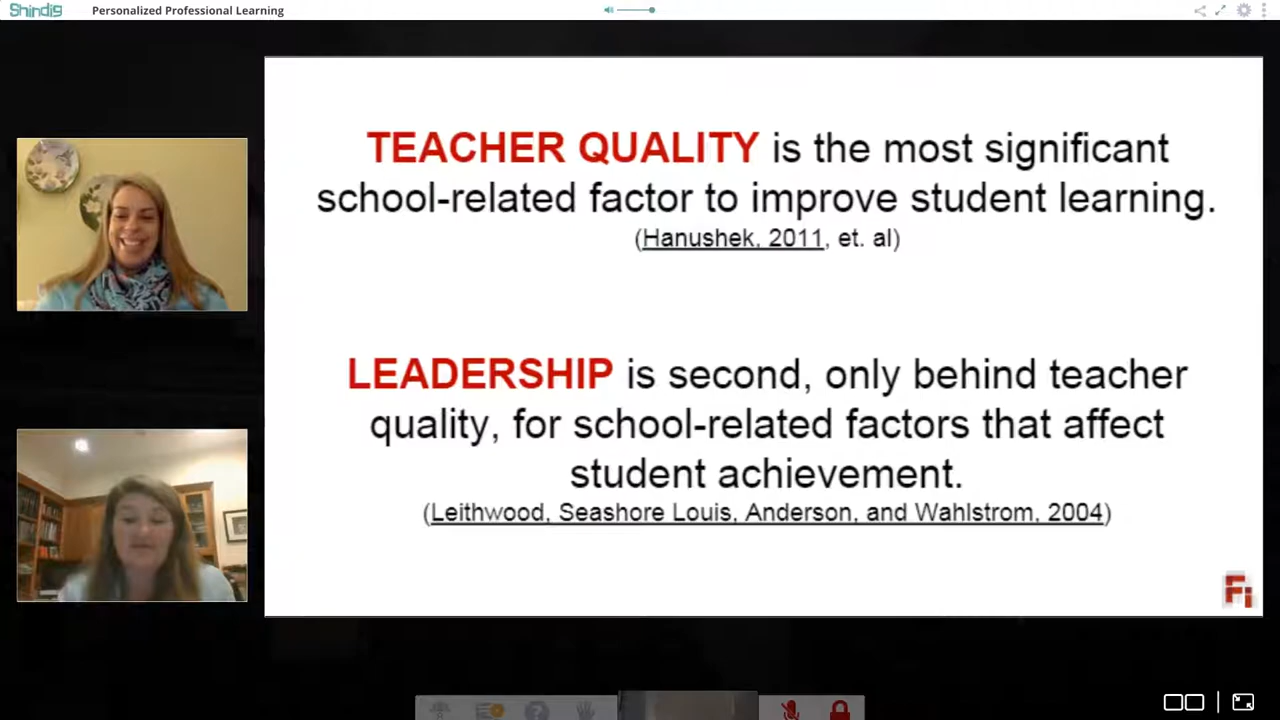 Shindig
Personalized Professional Learning
TEACHER QUALITY is the most significant
school-related factor to improve student learning.
(Hanushek, 2011, et. al)
LEADERSHIP is second, only behind teacher
quality, for school-related factors that affect
student achievement.
(Leithwood, Seashore Louis, Anderson, and Wahlstrom, 2004)
Fi